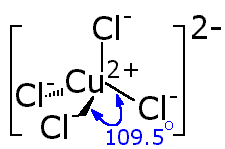 Cl⁻ 2-
Cu²⁺
Cl⁻ Cl⁻
Cl⁻
109.5°